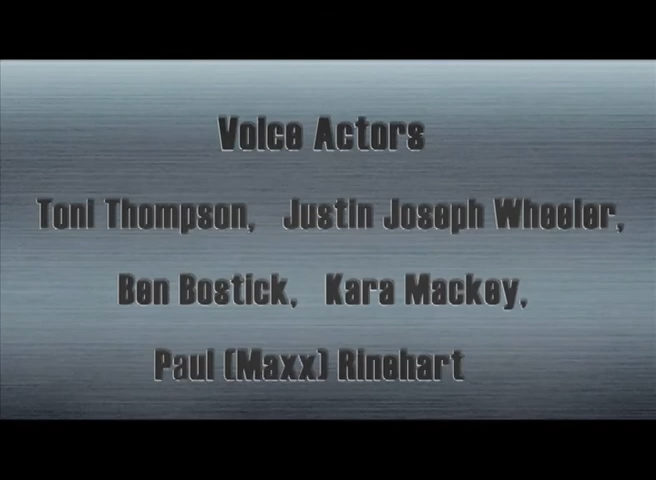 Voice Actors
Toni Thompson, Justin Joseph Wheeler,
Ben Bostick, Kara Mackey,
Paul (Maxx) Rinehart